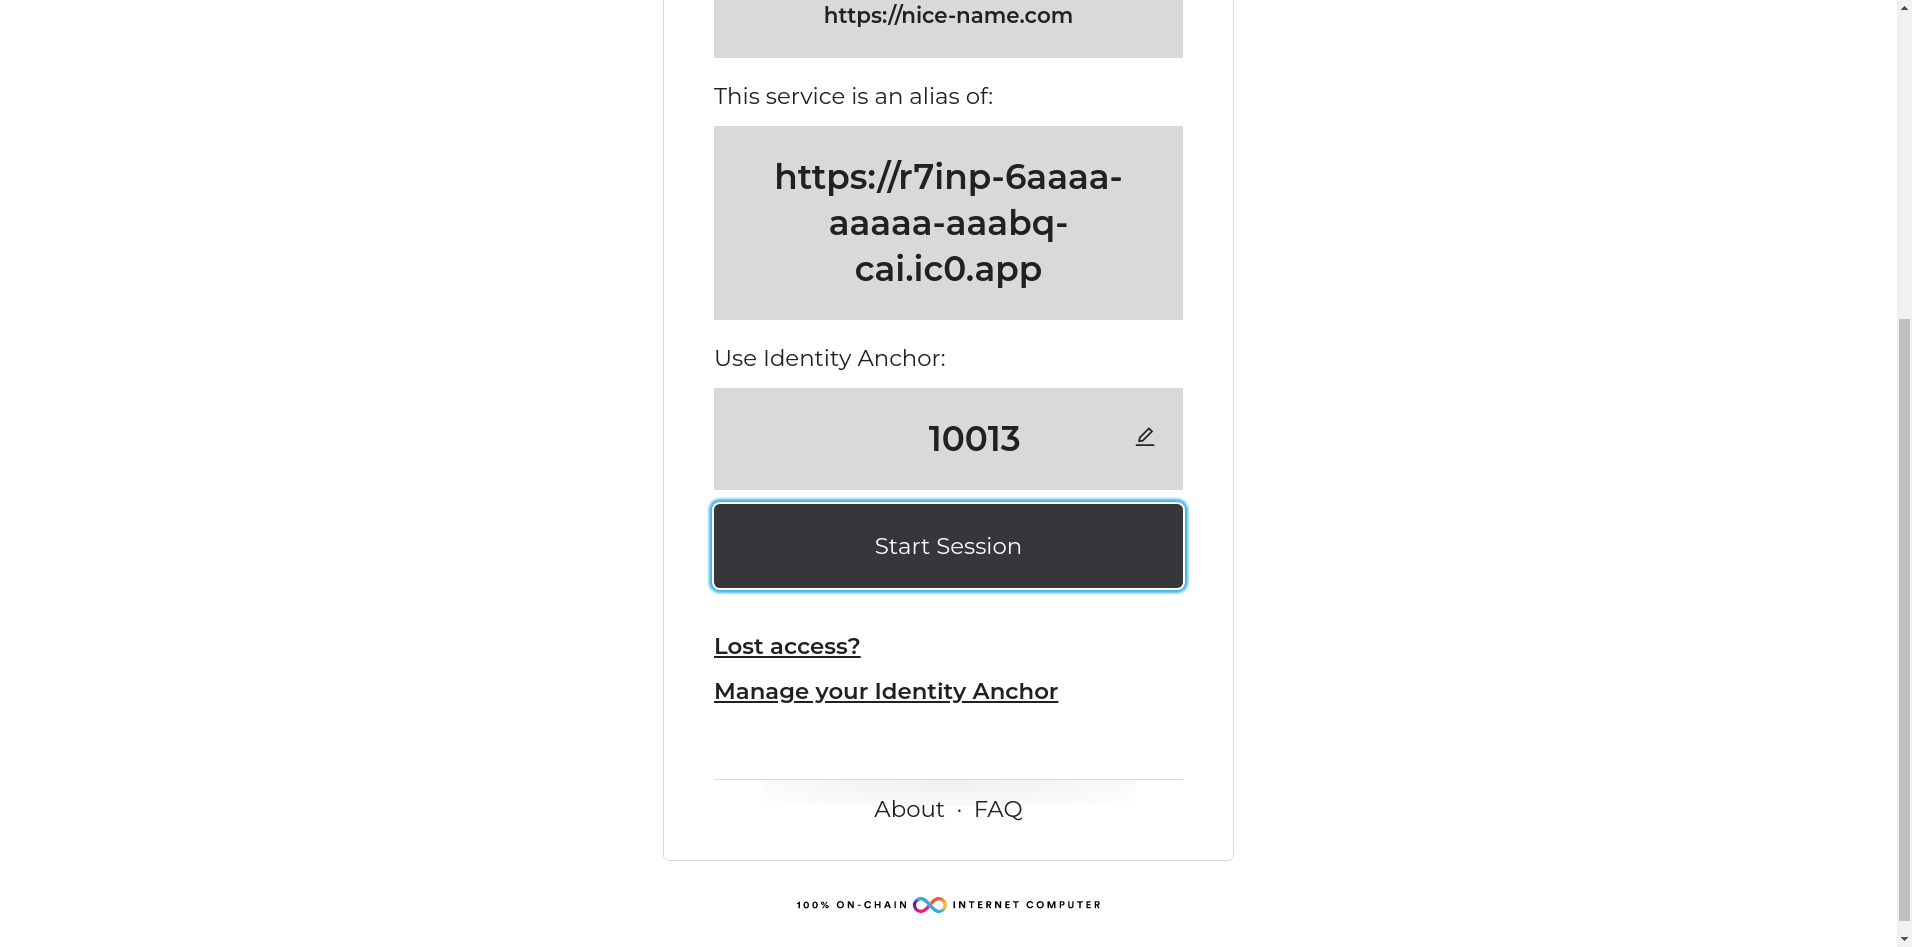 https://nice-name.com
This service is an alias of:
https://r7inp-6aaaa-
aaaaa-aaabq-
cai.ic0.app
Use Identity Anchor:
10013
Start Session
Lost access?
Manage your Identity Anchor
About · FAQ
100% ON-CHAIN INTERNET COMPUTER